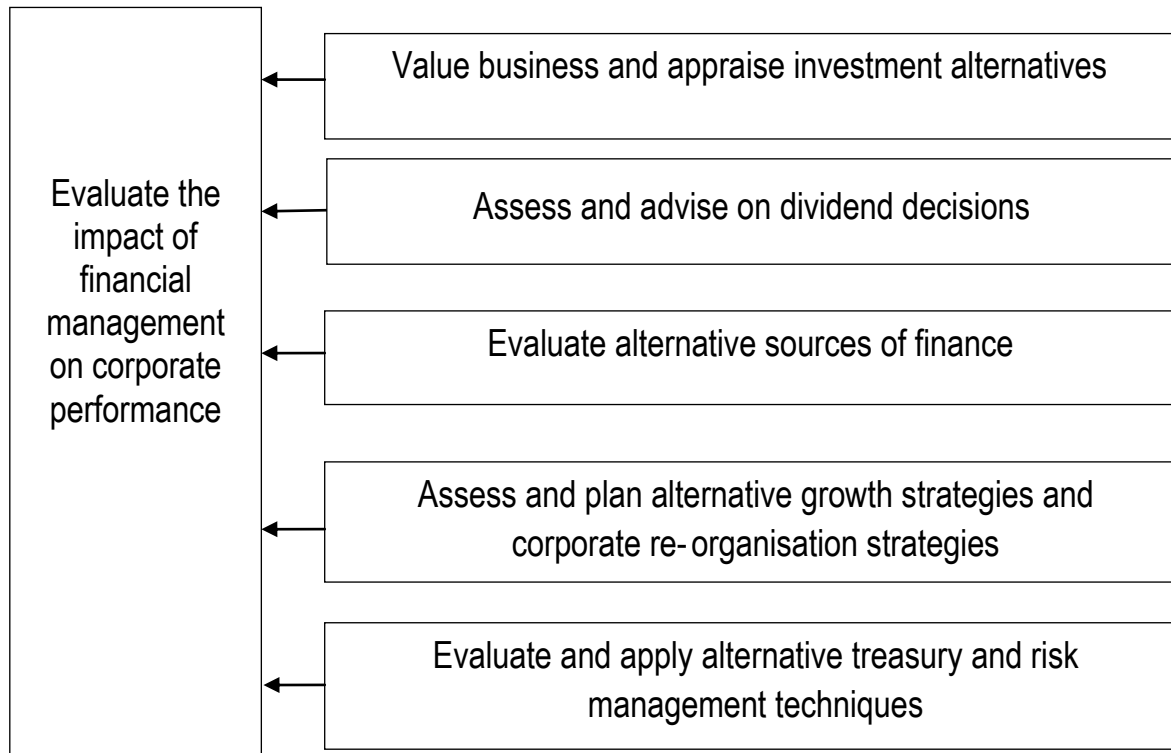 Evaluate the
impact of
financial
management
on corporate
performance
Value business and appraise investment alternatives
Assess and advise on dividend decisions
Evaluate alternative sources of finance
Assess and plan alternative growth strategies and
corporate re-organisation strategies
Evaluate and apply alternative treasury and risk
management techniques